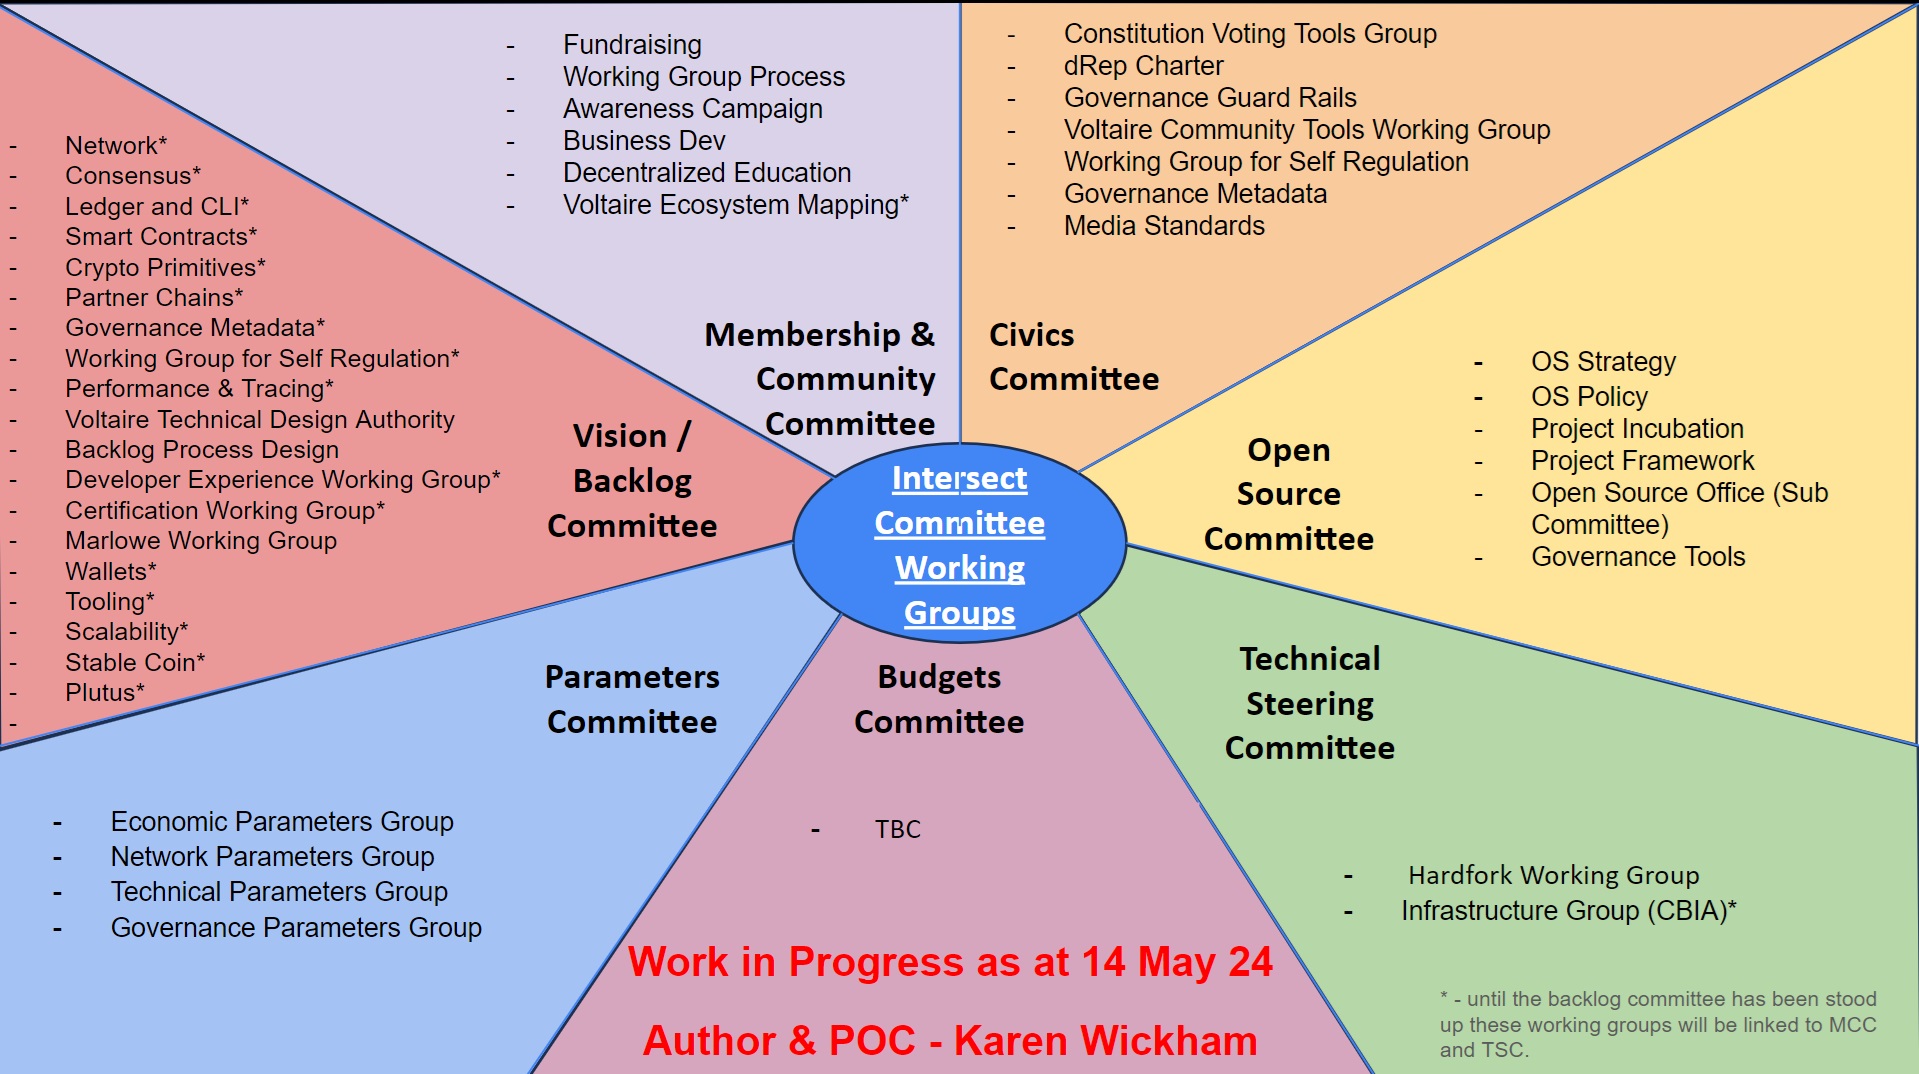 - Fundraising
- Working Group Process
- Awareness Campaign
- Business Dev
- Decentralized Education
- Voltaire Ecosystem Mapping*
Membership &
Community
Committee
- Constitution Voting Tools Group
- dRep Charter
- Governance Guard Rails
- Voltaire Community Tools Working Group
- Working Group for Self Regulation
- Governance Metadata
- Media Standards
Civics
Committee
- Network*
- Consensus*
- Ledger and CLI*
- Smart Contracts*
- Crypto Primitives*
- Partner Chains*
- Governance Metadata*
- Working Group for Self Regulation*
- Performance & Tracing*
- Voltaire Technical Design Authority
- Backlog Process Design
- Developer Experience Working Group*
- Certification Working Group*
- Marlowe Working Group
- Wallets*
- Tooling*
- Scalability*
- Stable Coin*
- Plutus*
-
Vision /
Backlog
Committee
Intersect
Committee
Working
Groups
Open
Source
Committee
- OS Strategy
- OS Policy
- Project Incubation
- Project Framework
- Open Source Office (Sub
Committee)
- Governance Tools
Parameters
Committee
- Economic Parameters Group
- Network Parameters Group
- Technical Parameters Group
- Governance Parameters Group
Budgets
Committee
- TBC
Technical
Steering
Committee
- Hardfork Working Group
- Infrastructure Group (CBIA)*
Work in Progress as at 14 May 24
Author & POC - Karen Wickham
* - until the backlog committee has been stood
up these working groups will be linked to MCC
and TSC.